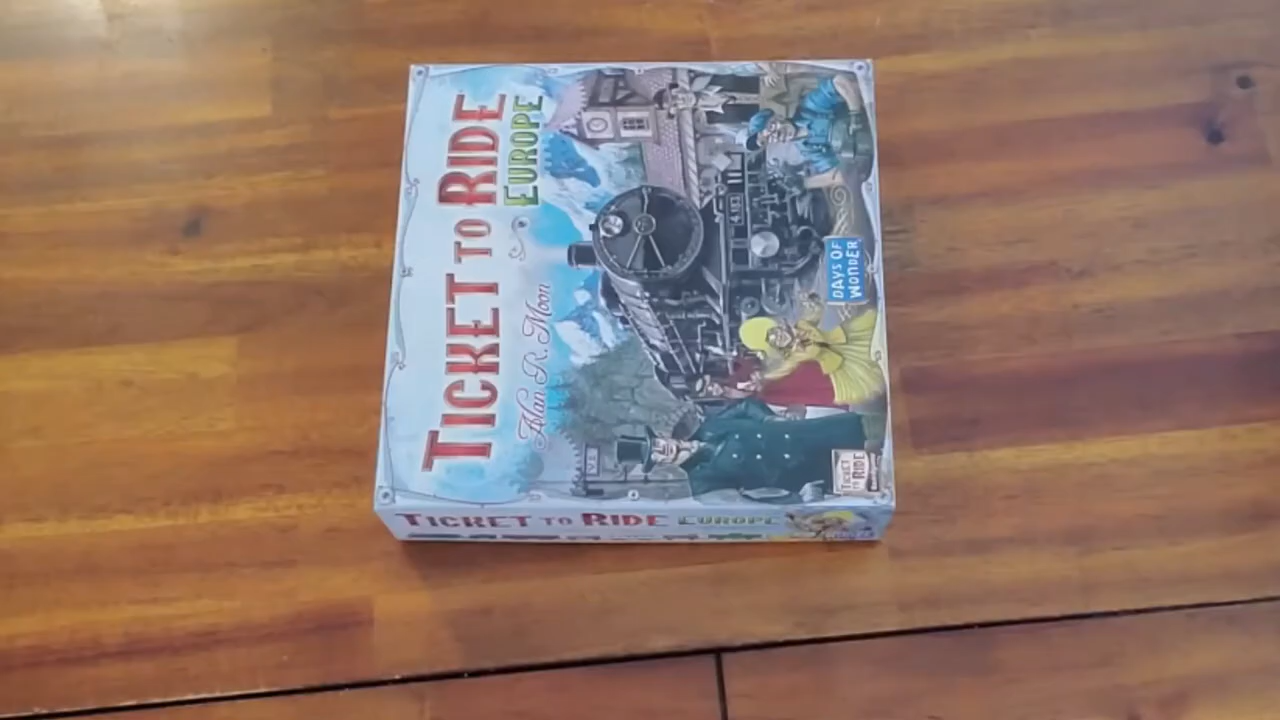 TICKET TO RIDE
EUROPE
Alan R. Moon
DAYS OF
WONDER
TICKET
TO RIDE
TICKET TO RIDE EUROPE